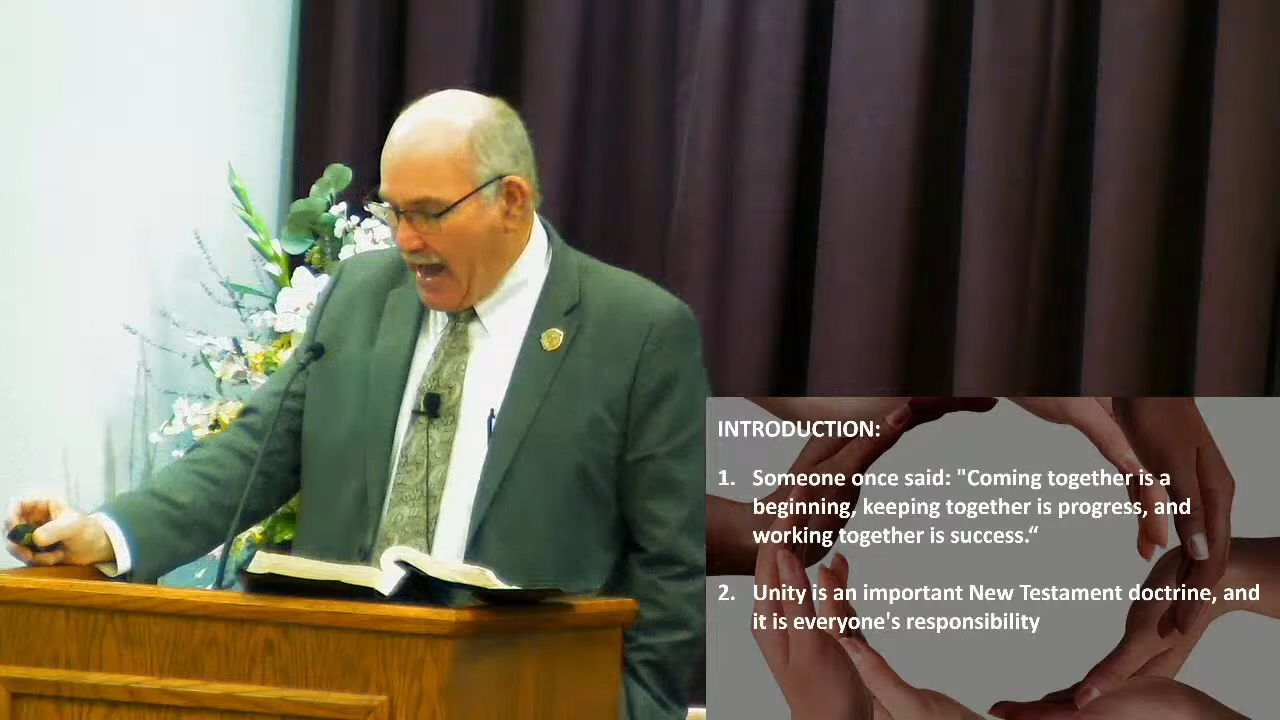 INTRODUCTION:
1. Someone once said: "Coming together is a
beginning, keeping together is progress, and
working together is success.“
2. Unity is an important New Testament doctrine, and
it is everyone's responsibility